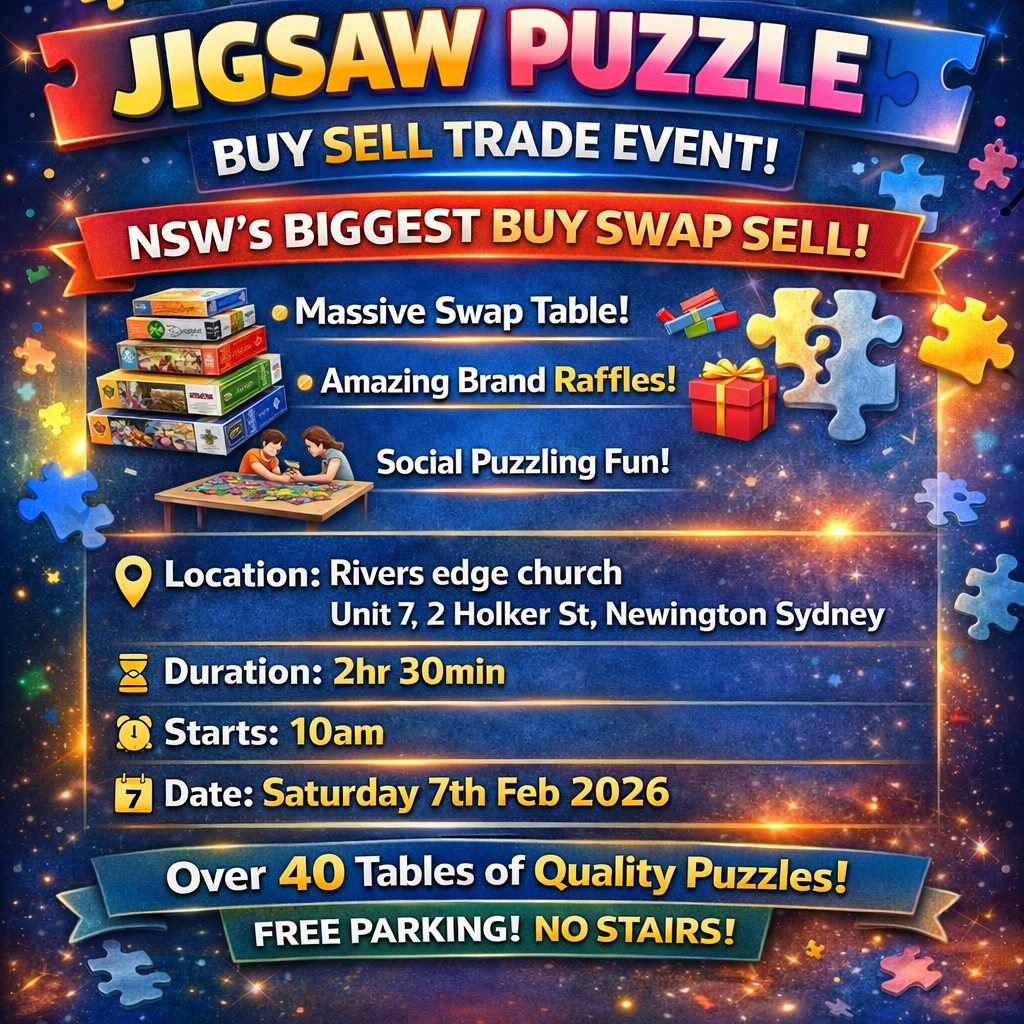 JIGSAW PUZZLE
BUY SELL TRADE EVENT!
NSW's BIGGEST BUY SWAP SELL!
Massive Swap Table!
Amazing Brand Raffles!
Social Puzzling Fun!
Location: Rivers edge church
Unit 7, 2 Holker St, Newington Sydney
Duration: 2hr 30min
Starts: 10am
7
Date: Saturday 7th Feb 2026
Over 40 Tables of Quality Puzzles!
FREE PARKING! NO STAIRS!